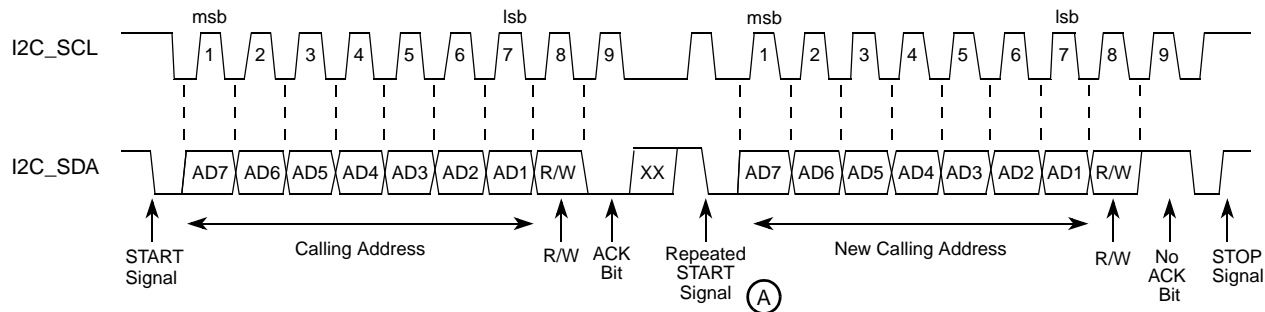 msb lsb msb lsb
I2C_SCL 1 2 3 4 5 6 7 8 9 1 2 3 4 5 6 7 8 9
I2C_SDA AD7 AD6 AD5 AD4 AD3 AD2 AD1 R/W XX AD7 AD6 AD5 AD4 AD3 AD2 AD1 R/W
START
Signal
Calling Address
R/W
ACK
Bit
Repeated
START
Signal
A
New Calling Address
R/W
No
ACK
Bit
STOP
Signal